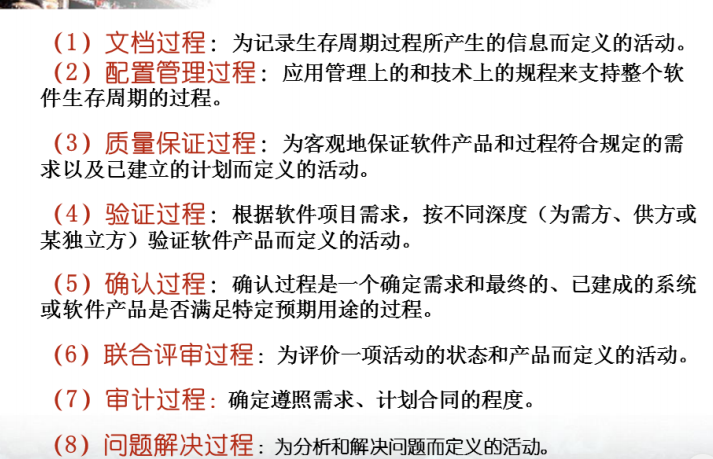 （1）文档过程：为记录生存周期过程所产生的信息而定义的活动。
（2）配置管理过程：应用管理上的和技术上的规程来支持整个软
件生存周期的过程。
（3）质量保证过程：为客观地保证软件产品和过程符合规定的需
求以及已建立的计划而定义的活动。
（4）验证过程：根据软件项目需求，按不同深度（为需方、供方或
某独立方）验证软件产品而定义的活动。
（5）确认过程：确认过程是一个确定需求和最终的、已建成的系统
或软件产品是否满足特定预期用途的过程。
（6）联合评审过程：为评价一项活动的状态和产品而定义的活动。
（7）审计过程：确定遵照需求、计划合同的程度。
（8）问题解决过程：为分析和解决问题而定义的活动。